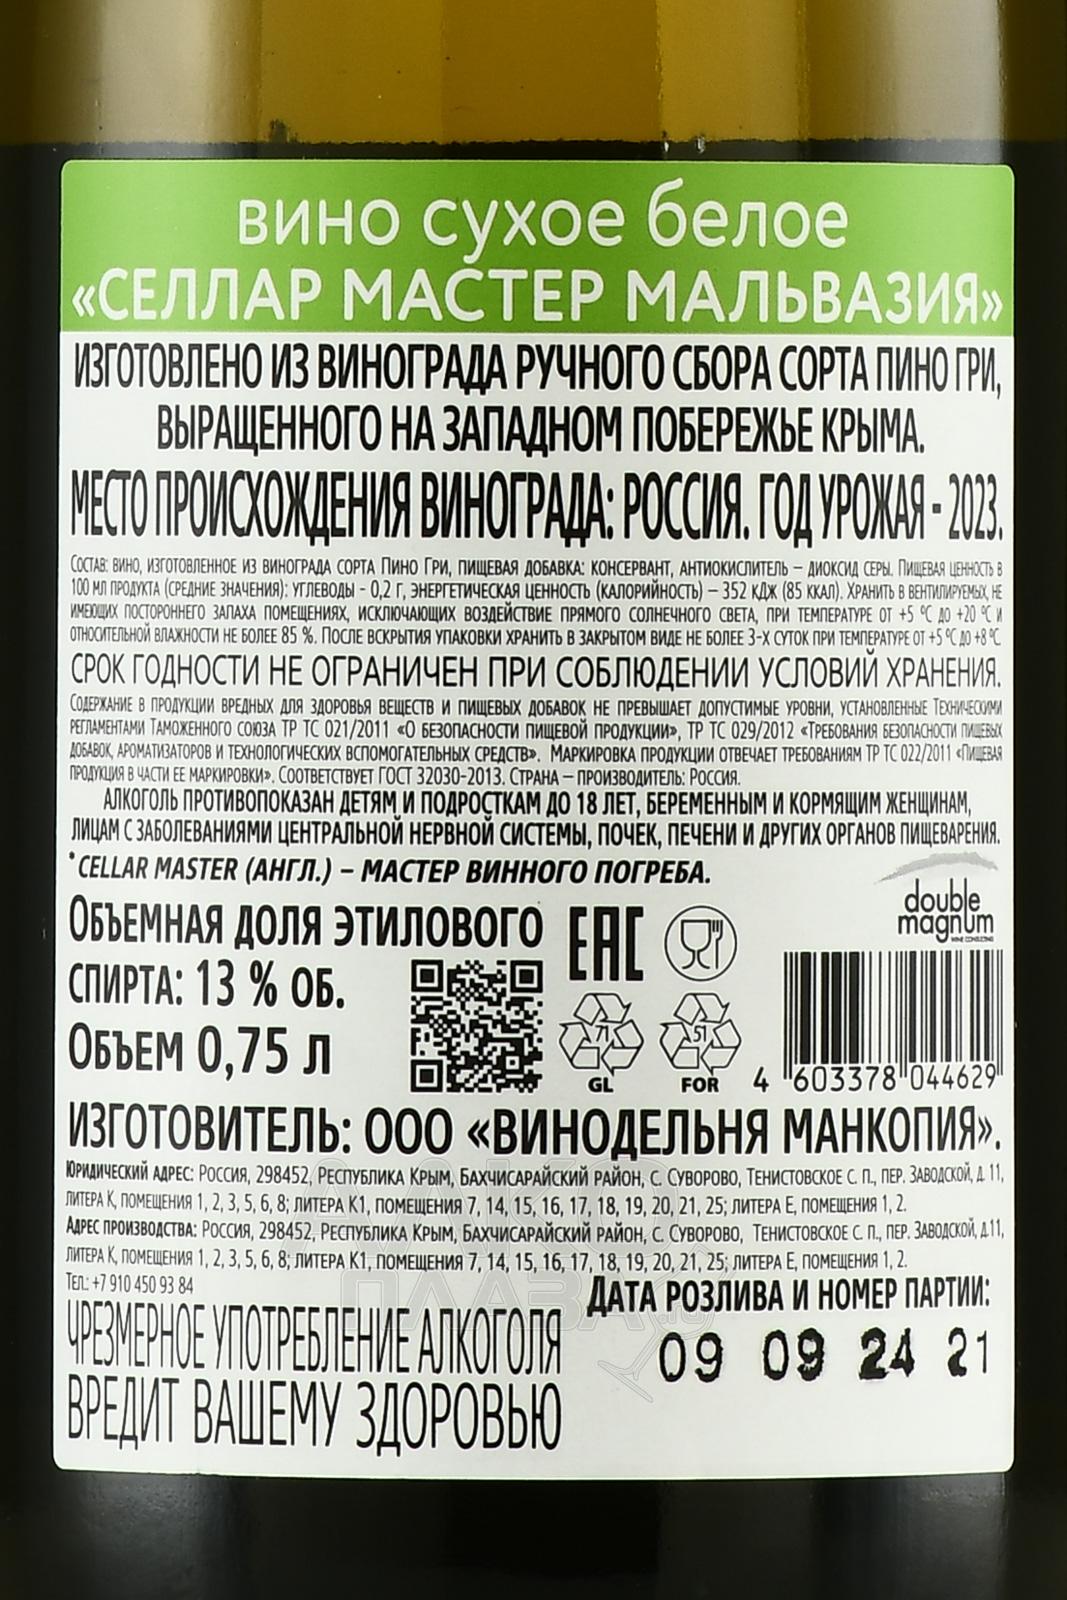 вино сухое белое
«СЕЛЛАР МАСТЕР МАЛЬВАЗИЯ»
ИЗГОТОВЛЕНО ИЗ ВИНОГРАДА РУЧНОГО СБОРА СОРТА ПИНО ГРИ,
ВЫРАЩЕННОГО НА ЗАПАДНОМ ПОБЕРЕЖЬЕ КРЫМА.
МЕСТО ПРОИСХОЖДЕНИЯ ВИНОГРАДА: РОССИЯ. ГОД УРОЖАЯ - 2023.
Состав: вино, изготовленное из винограда сорта Пино Гри, пищевая добавка: консервант, антиокислитель – диоксид серы. Пищевая ценность в
100 мл продукта (средние значения): углеводы - 0,2 г, энергетическая ценность (калорийность) – 352 кДж (85 ккал). Хранить в вентилируемых, не
имеющих постороннего запаха помещениях, исключающих воздействие прямого солнечного света, при температуре от +5 °С до +20 °С и
относительной влажности не более 85 %. После вскрытия упаковки хранить в закрытом виде не более 3-х суток при температуре от +5 °С до +8 °С.
СРОК ГОДНОСТИ НЕ ОГРАНИЧЕН ПРИ СОБЛЮДЕНИИ УСЛОВИЙ ХРАНЕНИЯ.
Содержание в продукции вредных для здоровья веществ и пищевых добавок не превышает допустимые уровни, установленные Техническими
регламентами Таможенного союза ТР ТС 021/2011 «О безопасности пищевой продукции», ТР ТС 029/2012 «Требования безопасности пищевых
добавок, ароматизаторов и технологических вспомогательных средств». Маркировка продукции отвечает требованиям ТР ТС 022/2011 «Пищевая
продукция в части ее маркировки». Соответствует ГОСТ 32030-2013. Страна – производитель: Россия.
АЛКОГОЛЬ ПРОТИВОПОКАЗАН ДЕТЯМ И ПОДРОСТКАМ ДО 18 ЛЕТ, БЕРЕМЕННЫМ И КОРМЯЩИМ ЖЕНЩИНАМ,
ЛИЦАМ С ЗАБОЛЕВАНИЯМИ ЦЕНТРАЛЬНОЙ НЕРВНОЙ СИСТЕМЫ, ПОЧЕК, ПЕЧЕНИ И ДРУГИХ ОРГАНОВ ПИЩЕВАРЕНИЯ.
*CELLAR MASTER (АНГЛ.) – МАСТЕР ВИННОГО ПОГРЕБА.
double
magnum
WINE CONSULTING
Объемная доля этилового
спирта: 13 % об.
Объем 0,75 л
ЕАС
71
GL
51
FOR
4 603378 044629
ИЗГОТОВИТЕЛЬ: ООО «ВИНОДЕЛЬНЯ МАНКОПИЯ».
Юридический адрес: Россия, 298452, Республика Крым, Бахчисарайский район, с. Суворово, Тенистовское с. п., пер. Заводской, д. 11,
литера К, помещения 1, 2, 3, 5, 6, 8; литера К1, помещения 7, 14, 15, 16, 17, 18, 19, 20, 21, 25; литера Е, помещения 1, 2.
Адрес производства: Россия, 298452, Республика Крым, Бахчисарайский район, с. Суворово, Тенистовское с. п., пер. Заводской, д.11,
литера К, помещения 1, 2, 3, 5, 6, 8; литера К1, помещения 7, 14, 15, 16, 17, 18, 19, 20, 21, 25; литера Е, помещения 1, 2.
Тел.: +7 910 450 93 84
Дата розлива и номер партии:
09 09 24 21
ЧРЕЗМЕРНОЕ УПОТРЕБЛЕНИЕ АЛКОГОЛЯ
ВРЕДИТ ВАШЕМУ ЗДОРОВЬЮ
АЛКО
ПЛАЗА.ru